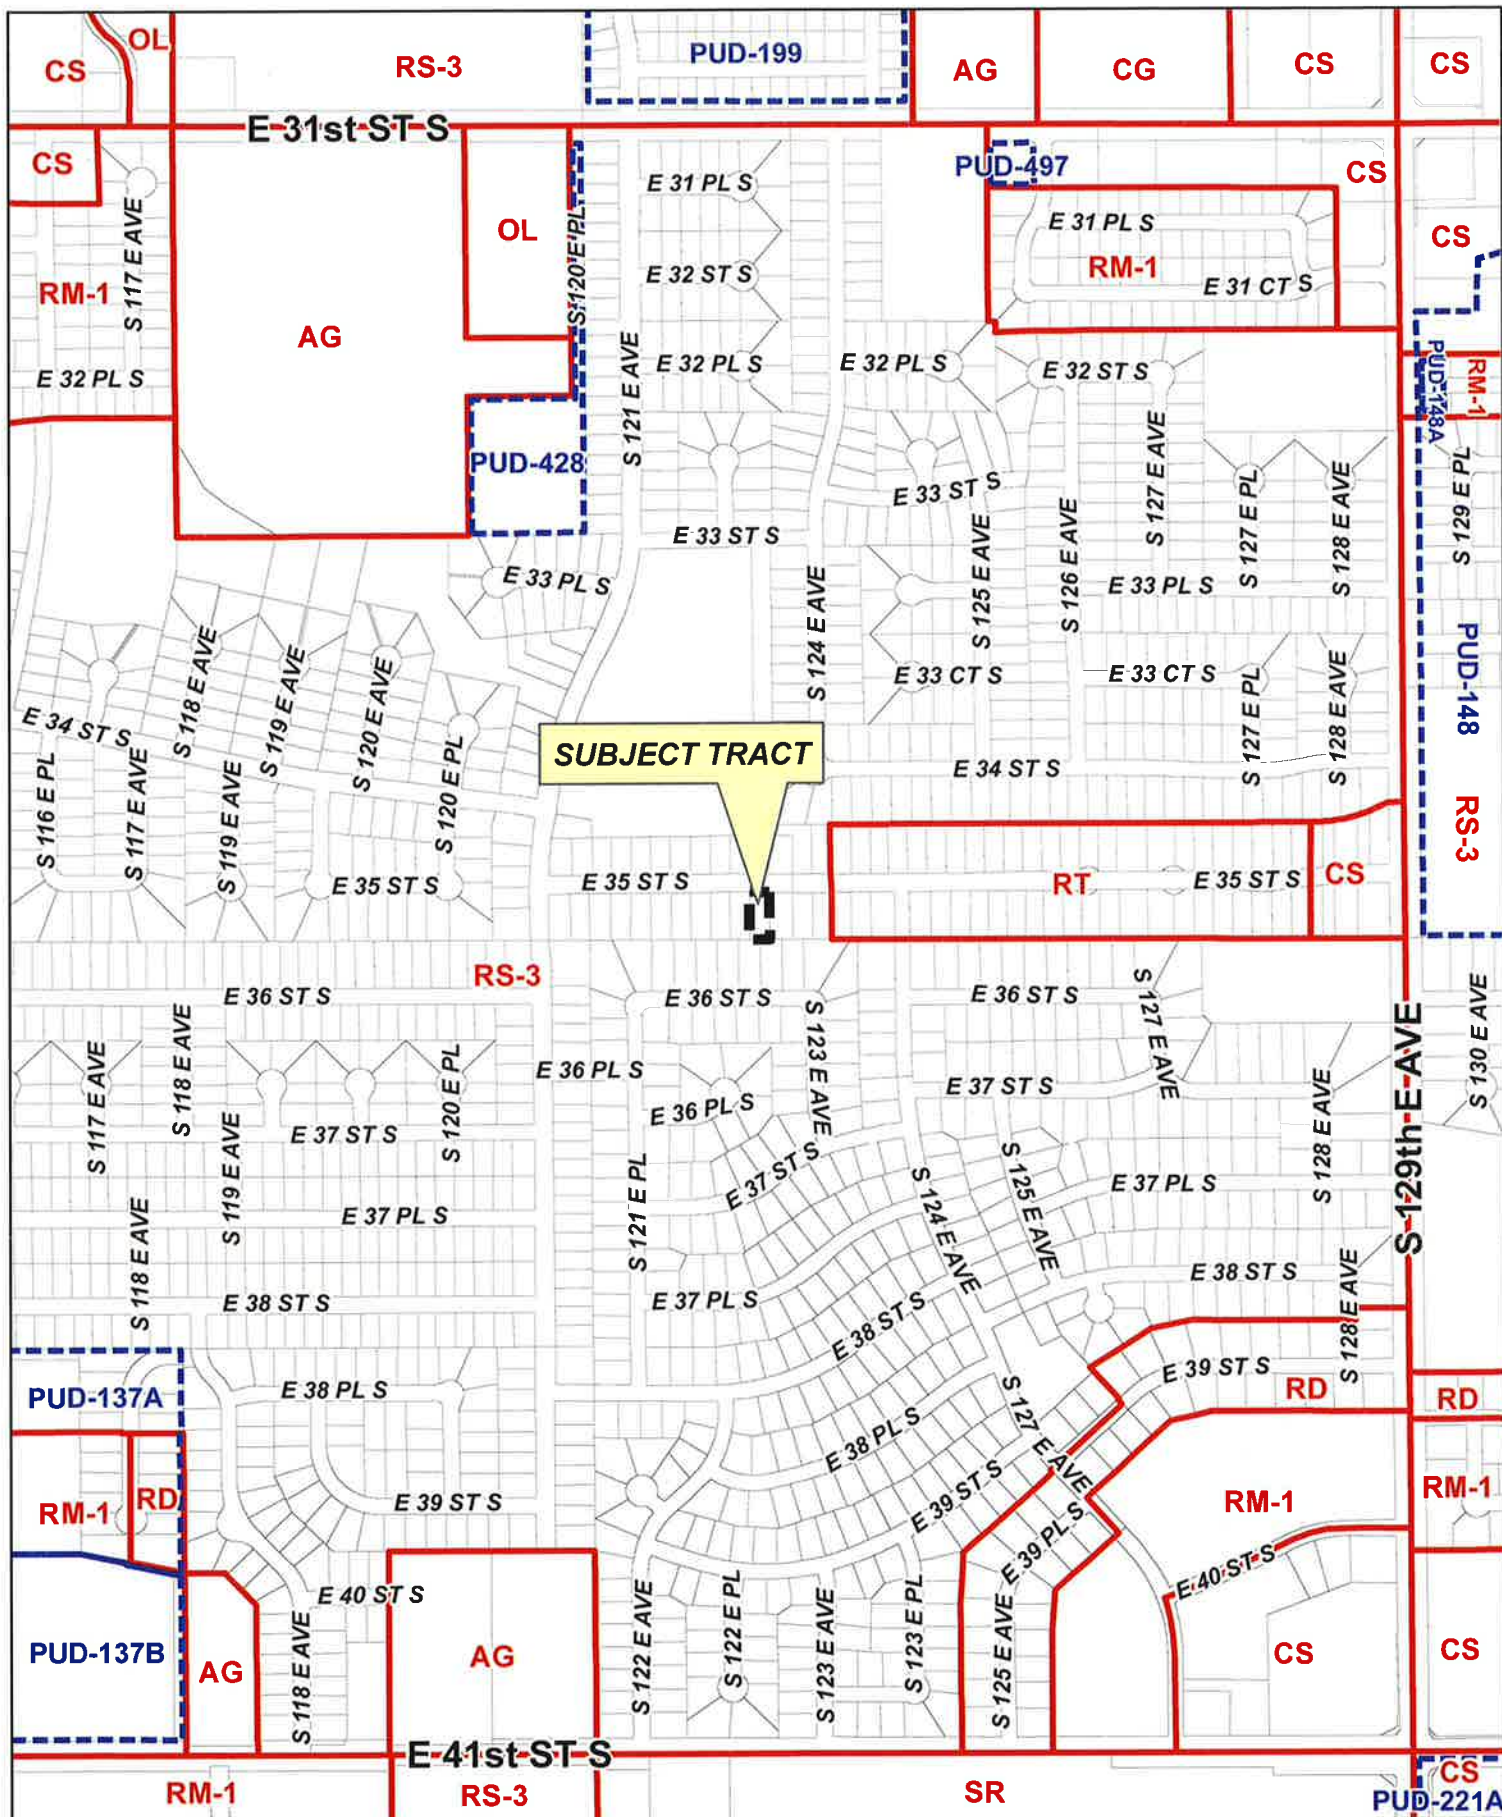 OL
CS
RS-3
PUD-199
AG
CG
CS
CS
E 31st ST S
CS
S 117 E AVE
RM-1
E 32 PL S
AG
OL
S 120 E PL
PUD-428
S 121 E AVE
E 31 PL S
E 32 ST S
E 32 PL S
E 32 PL S
PUD-497
CS
E 31 PL S
RM-1
E 31 CT S
CS
E 32 ST S
PUD-148A
RM-1
E 33 ST S
E 33 ST S
E 33 PL S
S 124 E AVE
S 125 E AVE
S 126 E AVE
S 127 E AVE
S 127 E PL
S 128 E AVE
S 129 E PL
E 33 PL S
E 33 CT S
E 33 CT S
S 127 E PL
S 128 E AVE
PUD-148
RS-3
E 34 ST S
S 118 E AVE
S 119 E AVE
S 120 E AVE
S 120 E PL
S 116 E PL
S 117 E AVE
S 119 E AVE
SUBJECT TRACT
E 34 ST S
E 35 ST S
E 35 ST S
RT
E 35 ST S
CS
RS-3
E 36 ST S
E 36 ST S
E 36 ST S
S 127 E AVE
S 129th E AVE
S 130 E AVE
S 117 E AVE
S 118 E AVE
S 120 E PL
E 36 PL S
E 36 PL S
S 123 E AVE
E 37 ST S
S 128 E AVE
S 119 E AVE
E 37 ST S
E 37 ST S
S 121 E PL
S 124 E AVE
S 125 E AVE
E 37 PL S
S 118 E AVE
E 37 PL S
E 38 ST S
E 37 PL S
E 38 ST S
E 38 ST S
S 128 E AVE
PUD-137A
E 38 PL S
E 39 ST S
RD
RD
S 127 E AVE
E 38 PL S
RM-1
RD
E 39 ST S
E 39 ST S
RM-1
RM-1
E 39 PL S
E 40 ST S
E 40 ST S
PUD-137B
AG
S 118 E AVE
AG
S 122 E AVE
S 122 E PL
S 123 E AVE
S 123 E PL
S 125 E AVE
CS
CS
E 41st ST S
RM-1
RS-3
SR
CS
PUD-221A